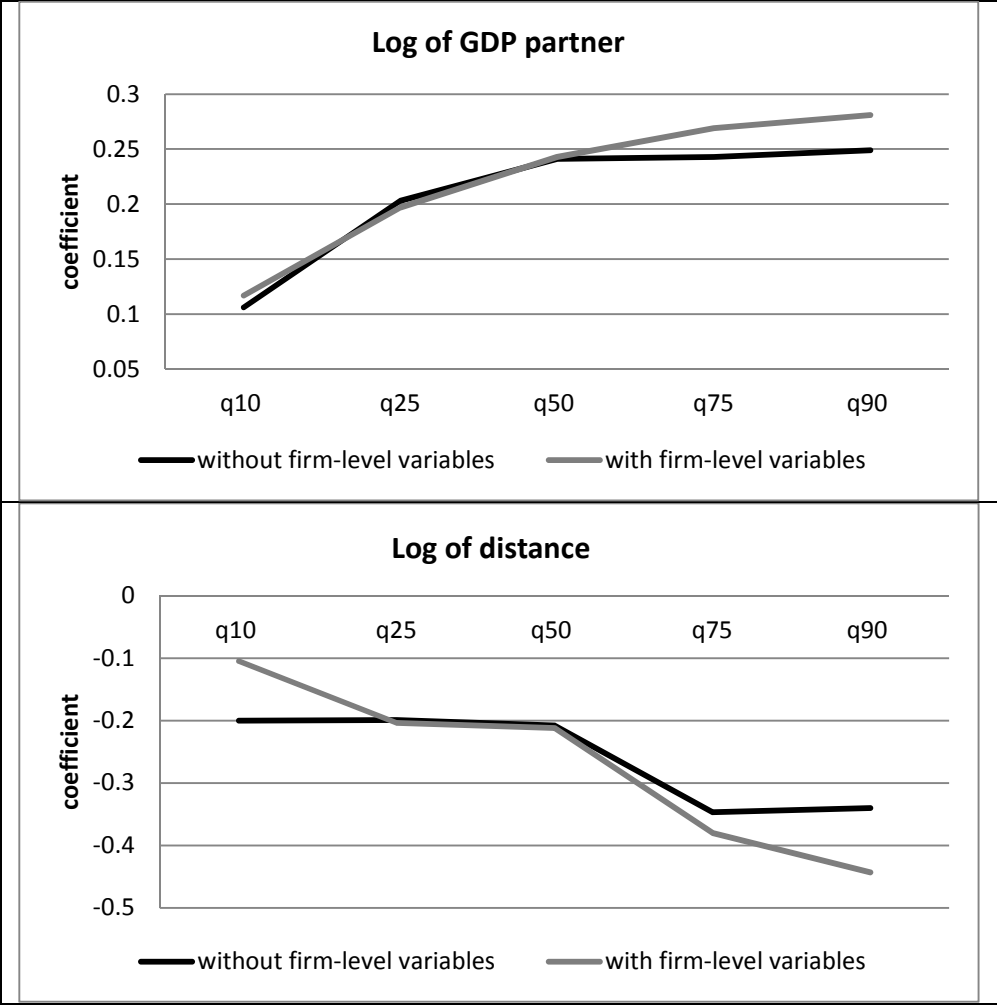 Log of GDP partner
0.3
0.25
0.2
0.15
0.1
0.05
coefficient
q10 q25 q50 q75 q90
without firm-level variables with firm-level variables
Log of distance
0
q10 q25 q50 q75 q90
-0.1
-0.2
-0.3
-0.4
-0.5
coefficient
without firm-level variables with firm-level variables